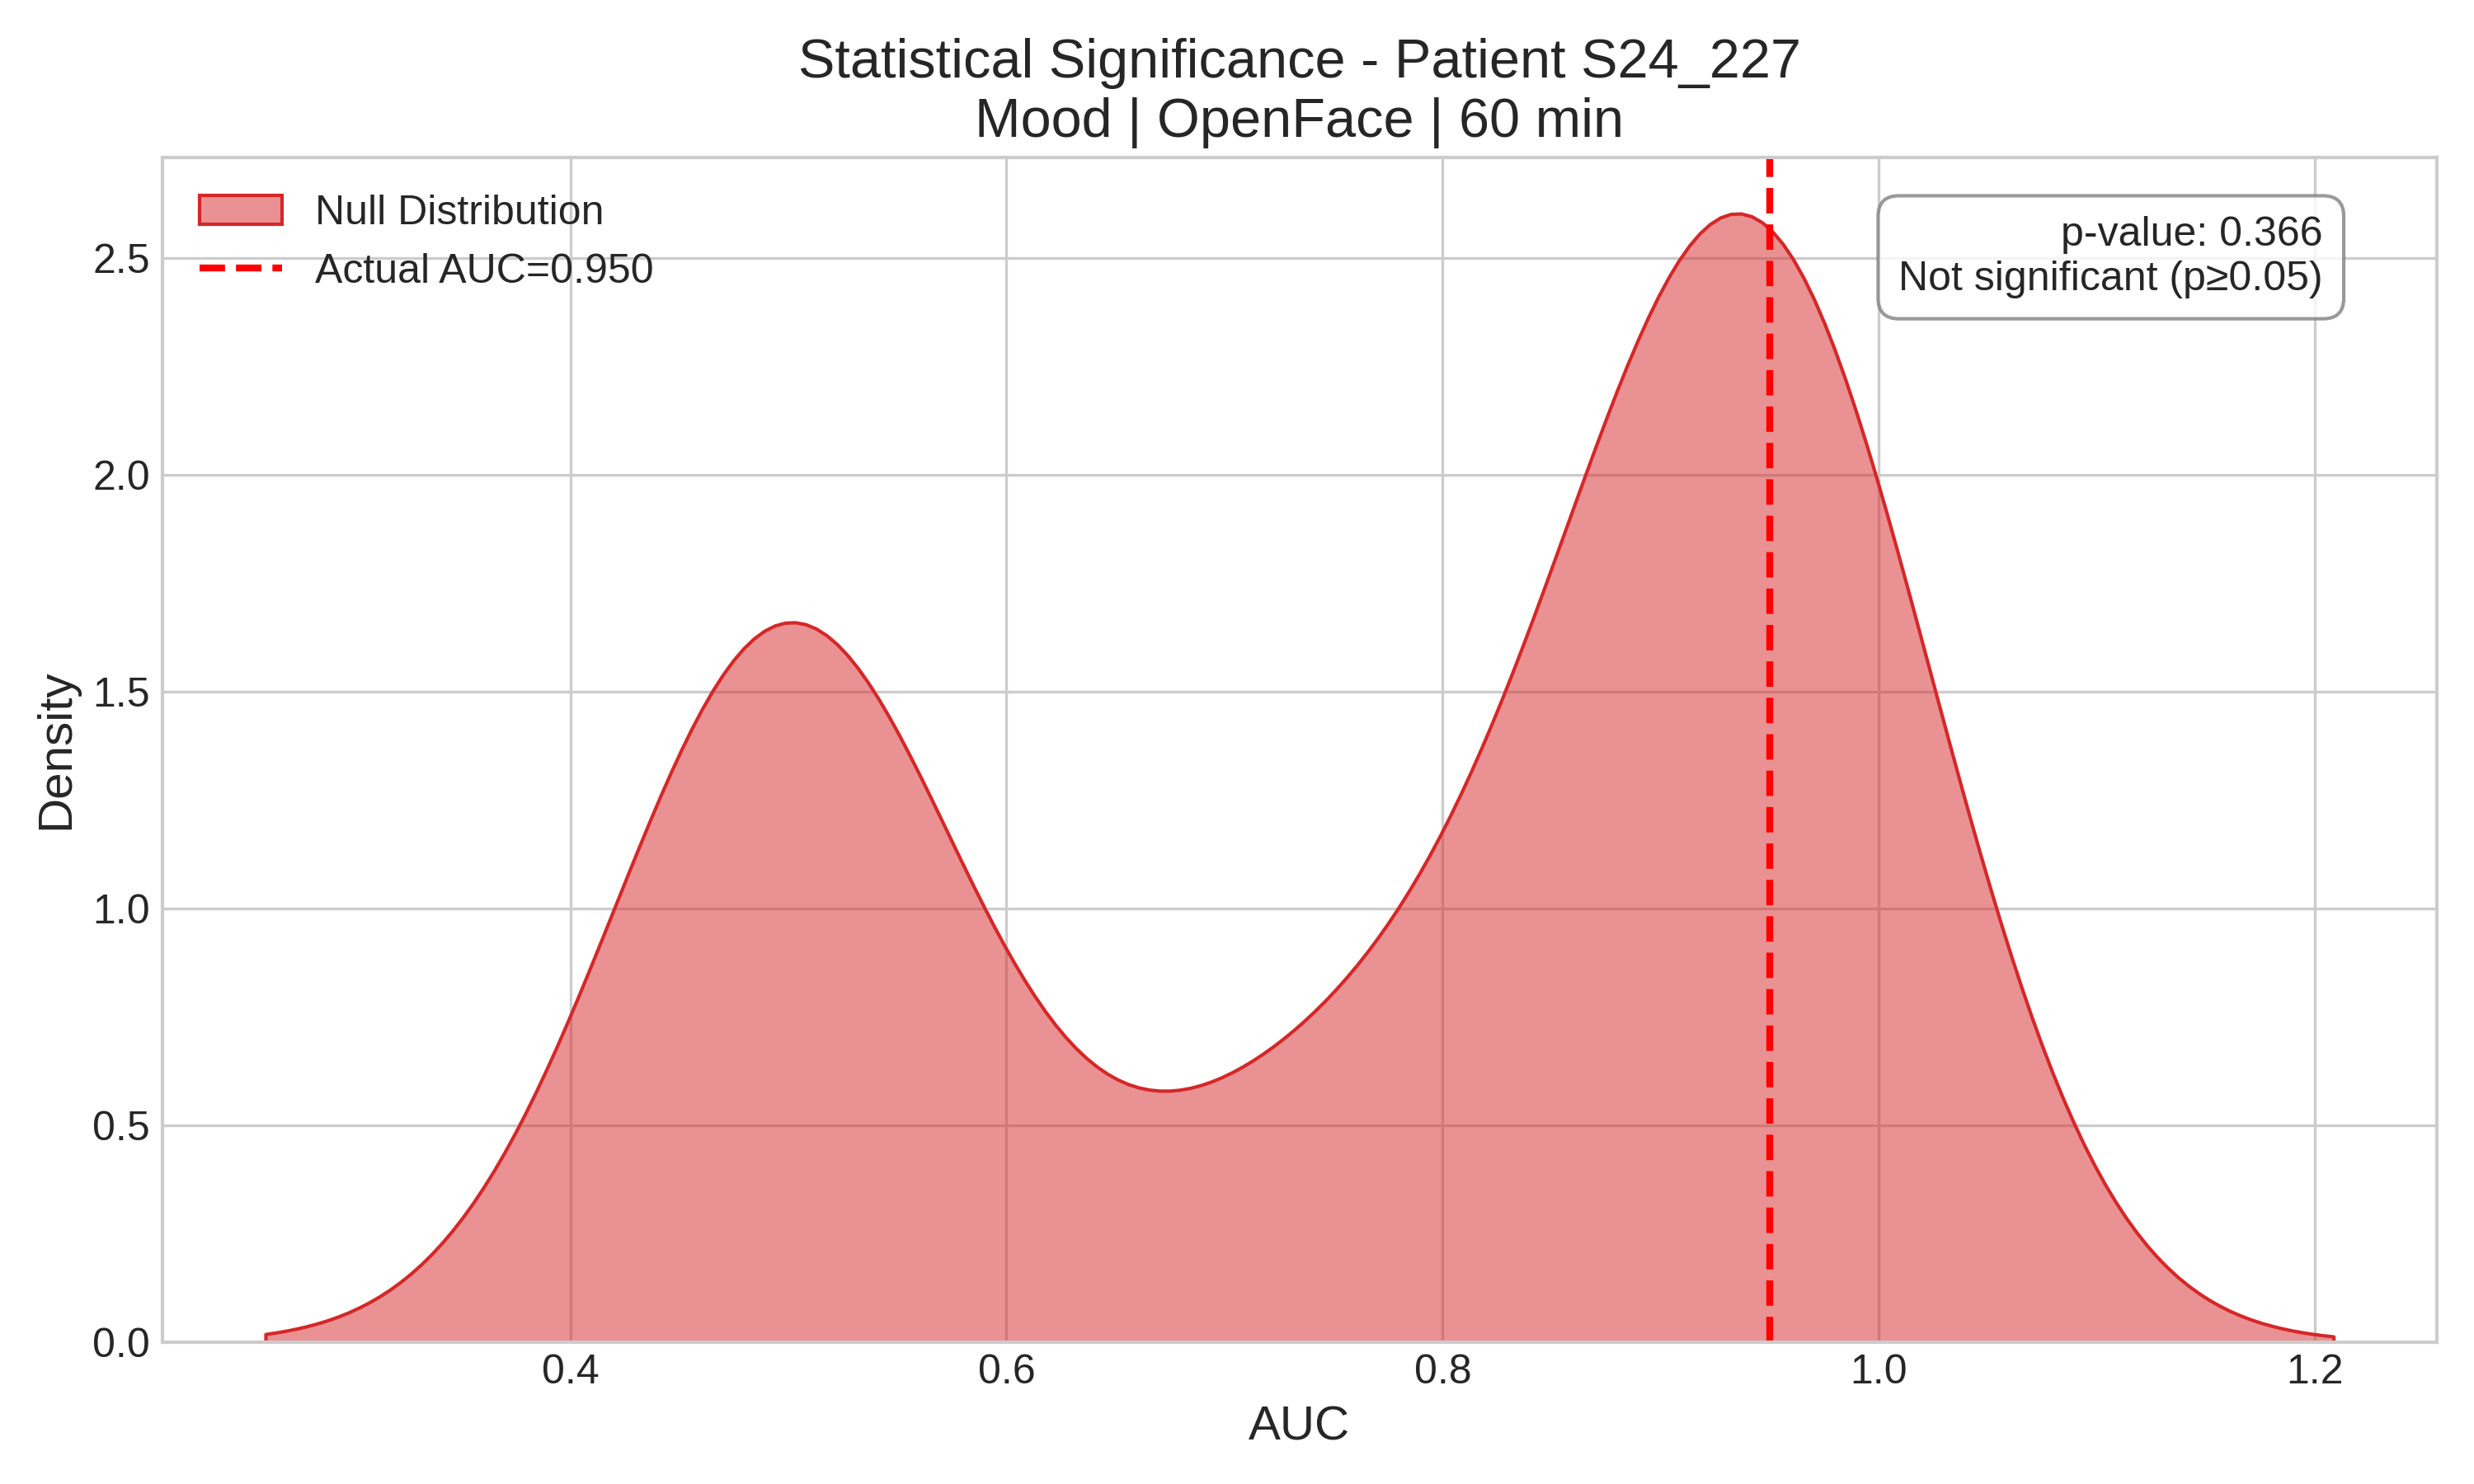 Statistical Significance - Patient S24_227
Mood | OpenFace | 60 min
Null Distribution
Actual AUC=0.950
p-value: 0.366
Not significant (p≥0.05)
Density
2.5
2.0
1.5
1.0
0.5
0.0
0.4
0.6
0.8
1.0
1.2
AUC